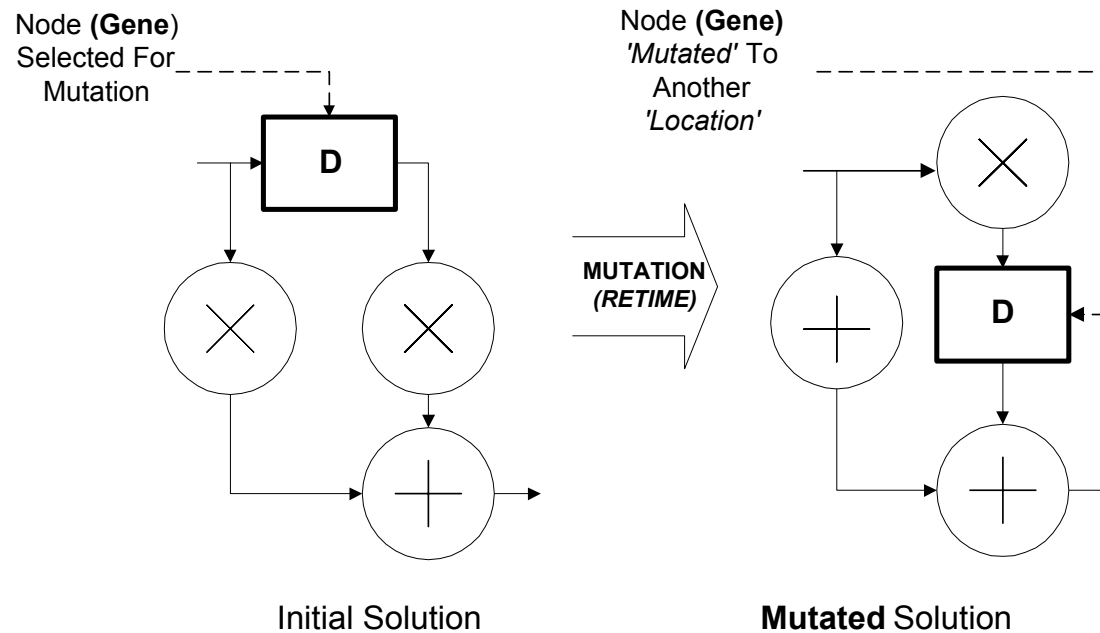 Node (Gene)
Selected For
Mutation
D
Initial Solution
MUTATION
(RETIME)
Node (Gene)
'Mutated' To
Another
'Location'
D
Mutated Solution